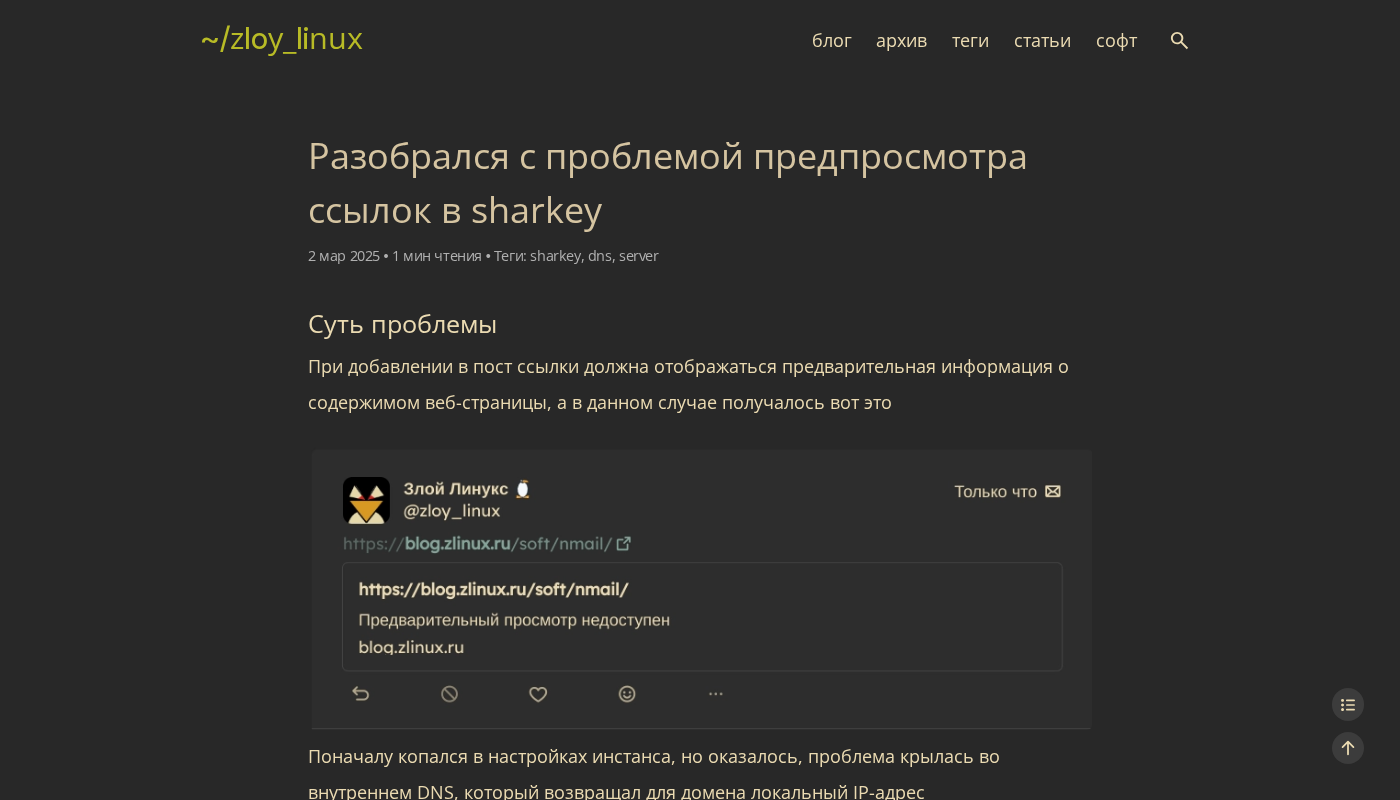 ~/zloy_linux
блог архив теги статьи софт
Разобрался с проблемой предпросмотра
ссылок в sharkey
2 мар 2025 • 1 мин чтения • Теги: sharkey, dns, server
Суть проблемы
При добавлении в пост ссылки должна отображаться предварительная информация о
содержимом веб-страницы, а в данном случае получалось вот это
Злой Линукс
Только что
@zloy_linux
https://blog.zlinux.ru/soft/nmail/
https://blog.zlinux.ru/soft/nmail/
Предварительный просмотр недоступен
blog.zlinux.ru
Поначалу копался в настройках инстанса, но оказалось, проблема крылась во
внутреннем DNS, который возвращал для домена локальный IP-адрес